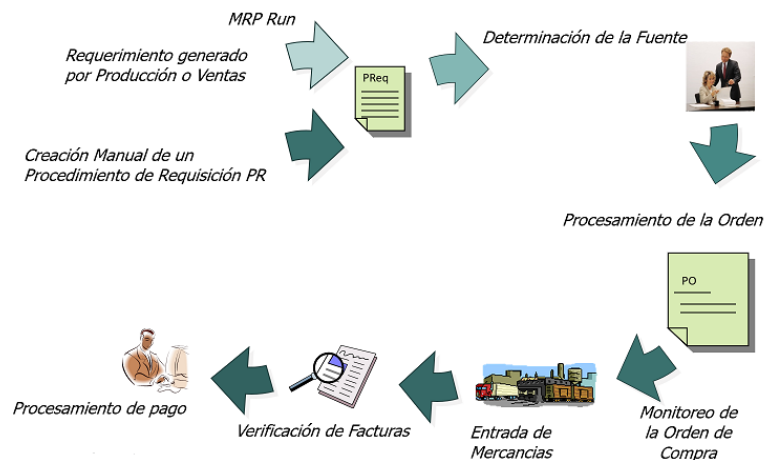 MRP Run
Requerimiento generado
por Producción o Ventas
PReq
Determinación de la Fuente
Creación Manual de un
Procedimiento de Requisición PR
Procesamiento de la Orden
PO
Procesamiento de pago
Verificación de Facturas
Entrada de
Mercancias
Monitoreo de
la Orden de
Compra